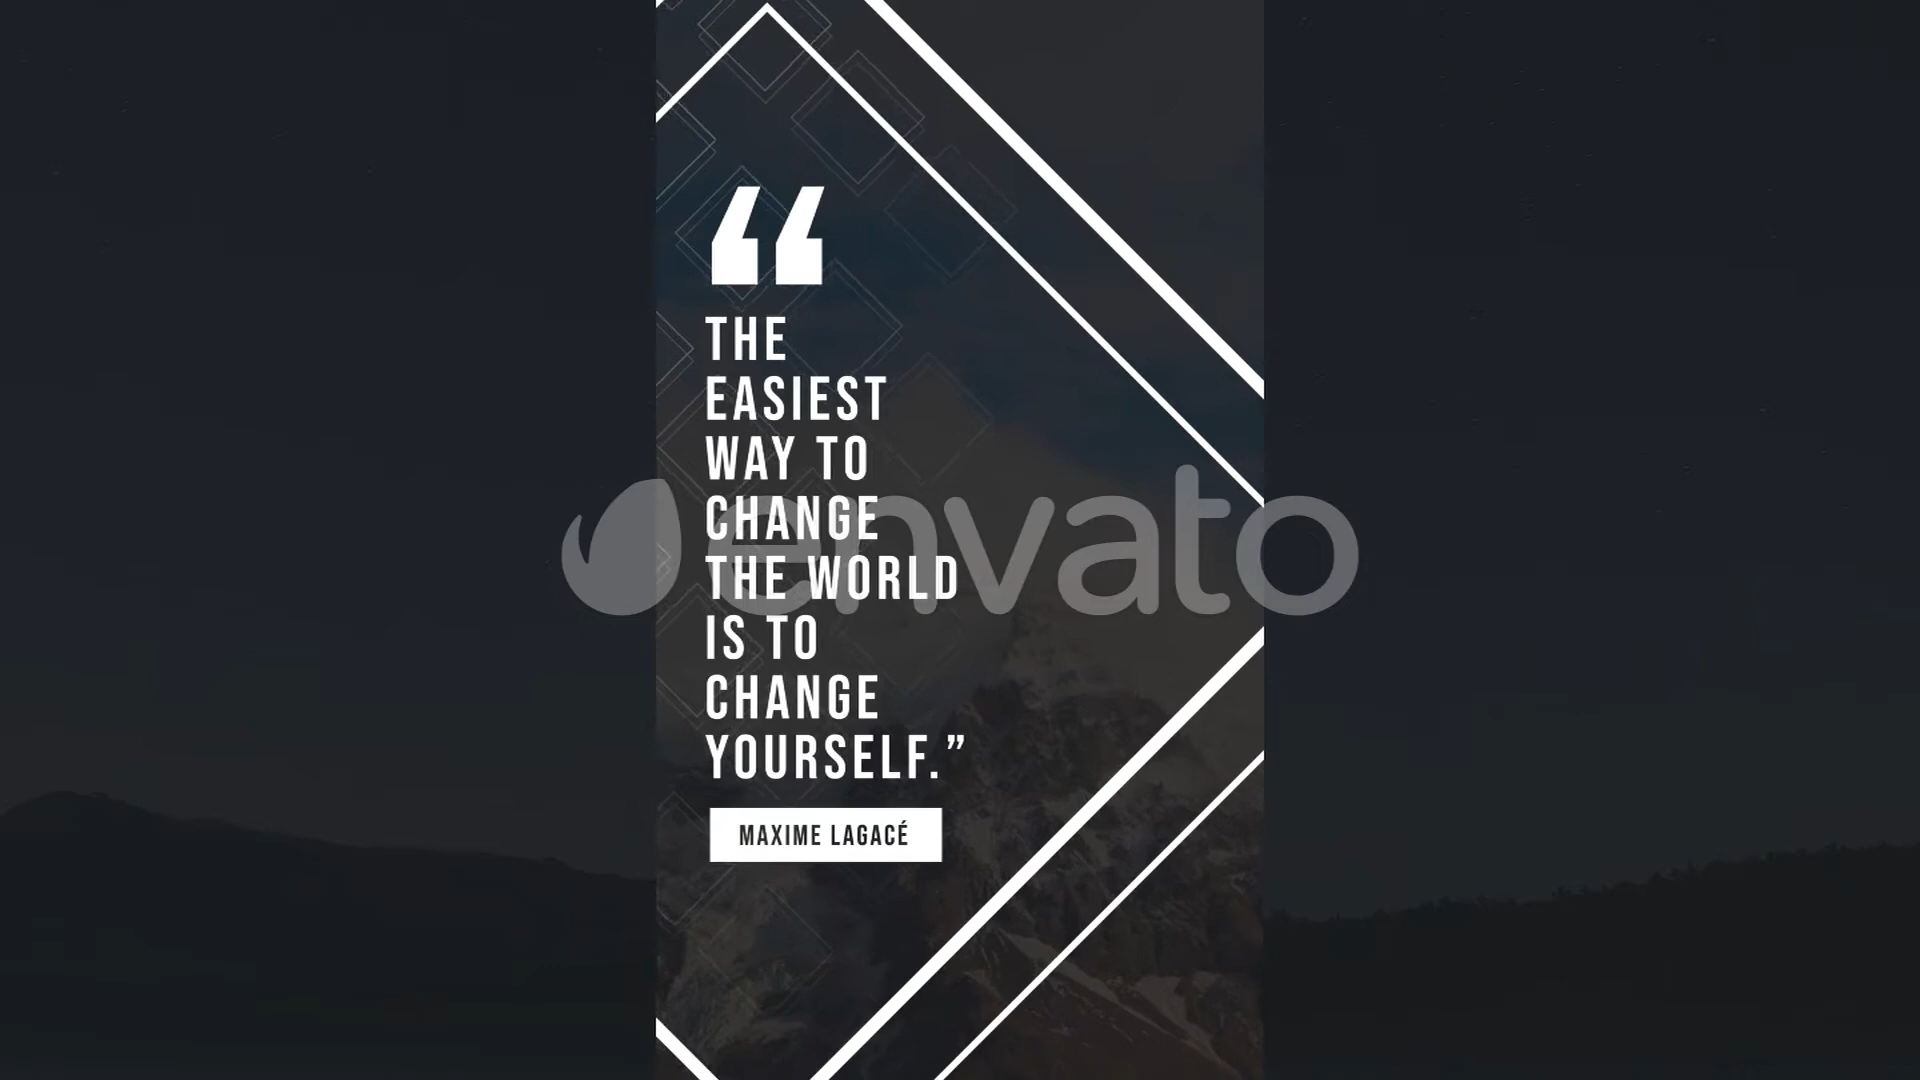 “
THE
EASIEST
WAY TO
CHANGE
THE WORLD
IS TO
CHANGE
YOURSELF.”
MAXIME LAGACÉ
envato